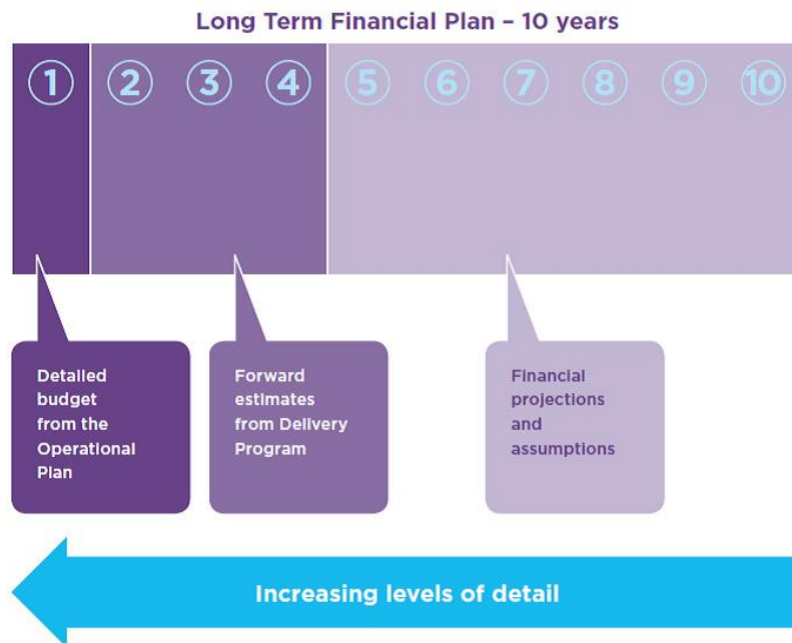 Long Term Financial Plan – 10 years
1 2 3 4 5 6 7 8 9 10
Detailed
budget
from the
Operational
Plan
Forward
estimates
from Delivery
Program
Financial
projections
and
assumptions
Increasing levels of detail